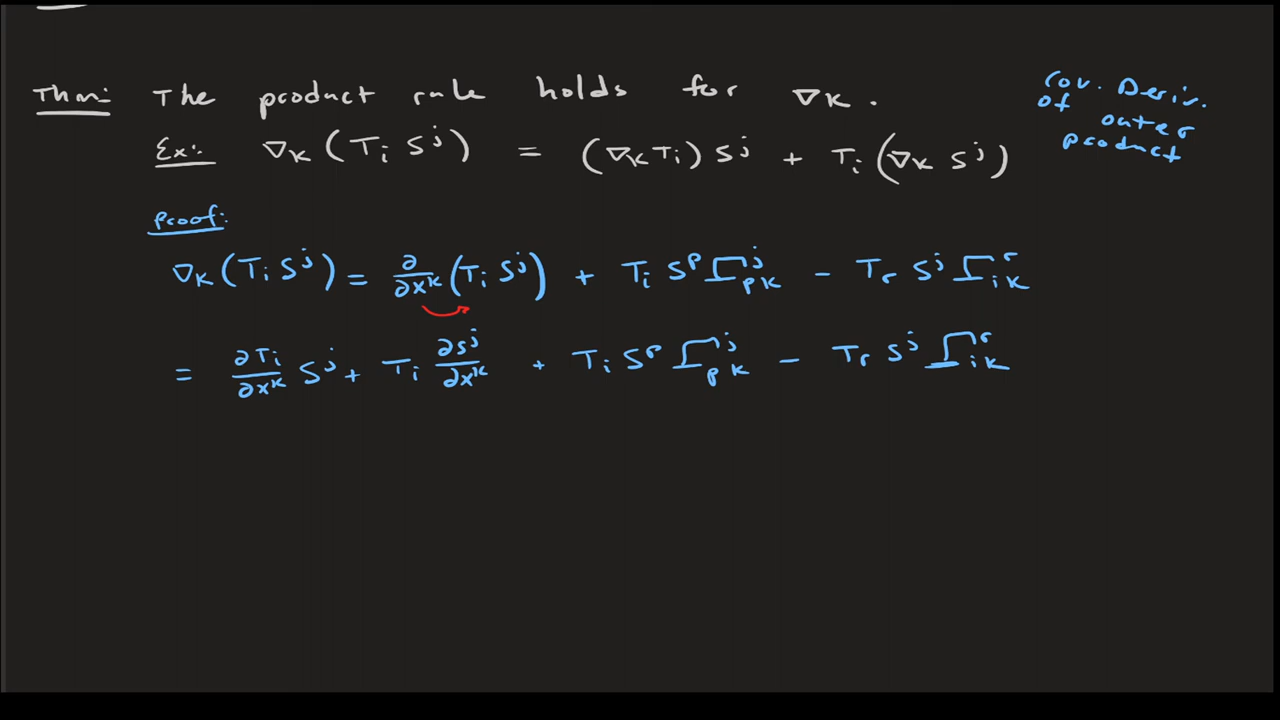 Thm: The product rule holds for ∇ₖ.
Cov. Deriv. of outer product
Ex: ∇ₖ(Tᵢ Sʲ) = (∇ₖTᵢ) Sʲ + Tᵢ(∇ₖ Sʲ)
Proof:
∇ₖ(Tᵢ Sʲ) = ∂/∂xᵏ (Tᵢ Sʲ) + Tᵢ Sᵖ Γʲₚₖ − Tᵣ Sʲ Γʳᵢₖ
= ∂Tᵢ/∂xᵏ Sʲ + Tᵢ ∂Sʲ/∂xᵏ + Tᵢ Sᵖ Γʲₚₖ − Tᵣ Sʲ Γʳᵢₖ